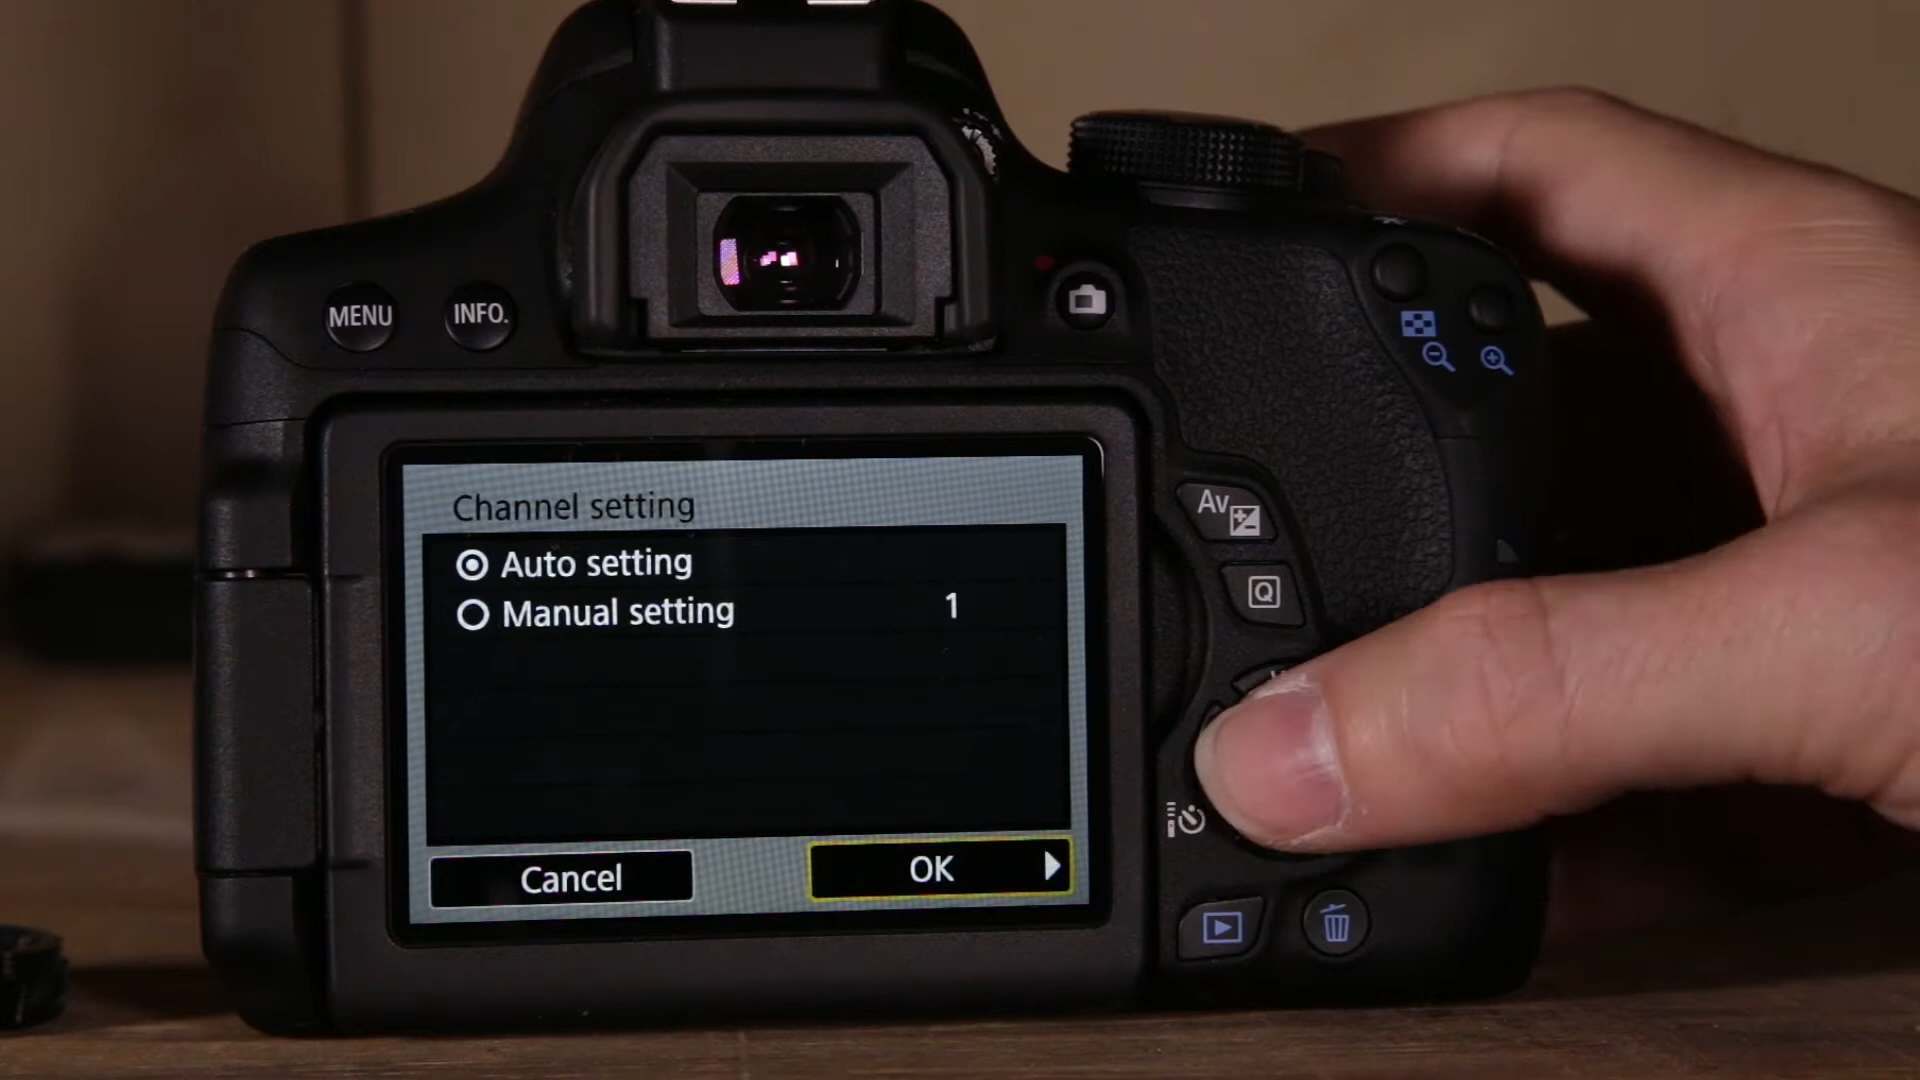 MENU
INFO.
Channel setting
Auto setting
Manual setting 1
Cancel
OK
Av
Q